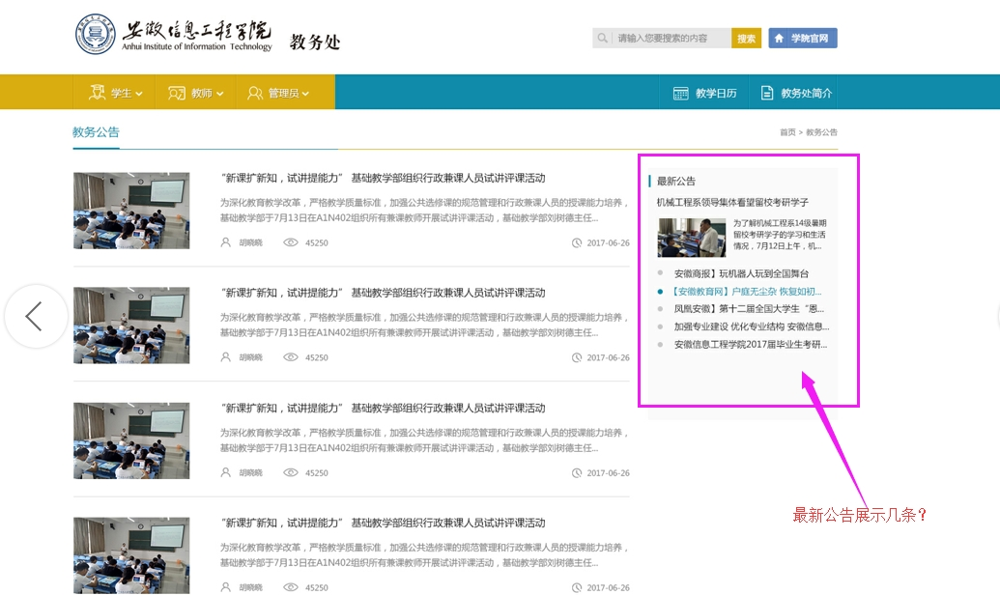 安徽信息工程学院
Anhui Institute of Information Technology
教务处
请输入您要搜索的内容
搜索
学院官网
学生
教师
管理员
教学日历
教务处简介
教务公告
首页 > 教务公告
“新课扩新知，试讲提能力” 基础教学部组织行政兼课人员试讲评课活动
为深化教育教学改革，严格教学质量标准，加强公共选修课的规范管理和行政兼课人员的授课能力培养，
基础教学部于7月13日在A1N402组织所有兼课教师开展试讲评课活动，基础教学部刘树德主任...
胡晓晓
45250
2017-06-26
“新课扩新知，试讲提能力” 基础教学部组织行政兼课人员试讲评课活动
为深化教育教学改革，严格教学质量标准，加强公共选修课的规范管理和行政兼课人员的授课能力培养，
基础教学部于7月13日在A1N402组织所有兼课教师开展试讲评课活动，基础教学部刘树德主任...
胡晓晓
45250
2017-06-26
“新课扩新知，试讲提能力” 基础教学部组织行政兼课人员试讲评课活动
为深化教育教学改革，严格教学质量标准，加强公共选修课的规范管理和行政兼课人员的授课能力培养，
基础教学部于7月13日在A1N402组织所有兼课教师开展试讲评课活动，基础教学部刘树德主任...
胡晓晓
45250
2017-06-26
“新课扩新知，试讲提能力” 基础教学部组织行政兼课人员试讲评课活动
为深化教育教学改革，严格教学质量标准，加强公共选修课的规范管理和行政兼课人员的授课能力培养，
基础教学部于7月13日在A1N402组织所有兼课教师开展试讲评课活动，基础教学部刘树德主任...
胡晓晓
45250
2017-06-26
最新公告
机械工程系领导集体看望留校考研学子
为了解机械工程系14级暑期
留校考研学子的学习和生活
情况，7月12日上午，机...
安徽商报】玩机器人玩到全国舞台
【安徽教育网】户庭无尘杂 恢复如初...
凤凰安徽】第十二届全国大学生“恩...
加强专业建设 优化专业结构 安徽信息...
安徽信息工程学院2017届毕业生考研...
最新公告展示几条？